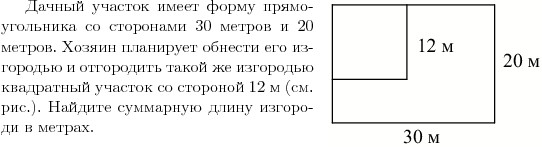 Дачный участок имеет форму прямо-
угольника со сторонами 30 метров и 20
метров. Хозяин планирует обнести его из-
городью и отгородить такой же изгородью
квадратный участок со стороной 12 м (см.
рис.). Найдите суммарную длину изгоро-
ди в метрах.
12 м
20 м
30 м